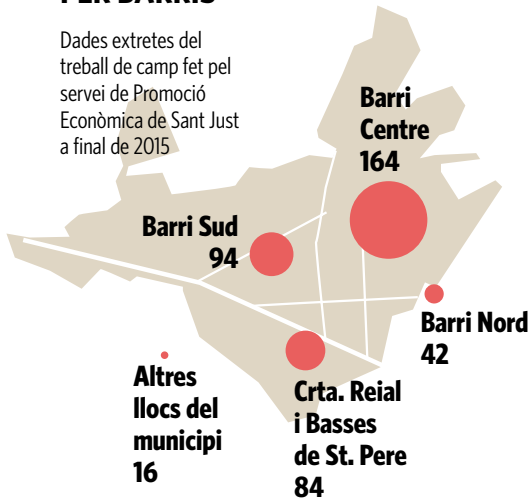 PER BARRIS
Dades extretes del
treball de camp fet pel
servei de Promoció
Econòmica de Sant Just
a final de 2015
Barri
Centre
164
Barri Sud
94
Barri Nord
42
Altres
llocs del
municipi
16
Crta. Reial
i Basses
de St. Pere
84